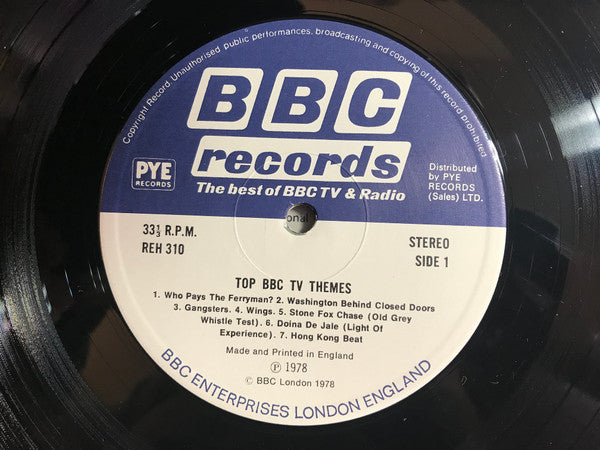 Copyright Record. Unauthorised public performances, broadcasting and copying of this record prohibited.
BBC
records
The best of BBC TV & Radio
PYE
RECORDS
Distributed
by PYE
RECORDS
(Sales) LTD.
onal
33⅓ R.P.M.
REH 310
STEREO
SIDE 1
TOP BBC TV THEMES
1. Who Pays The Ferryman? 2. Washington Behind Closed Doors
3. Gangsters. 4. Wings. 5. Stone Fox Chase (Old Grey
Whistle Test). 6. Doina De Jale (Light Of
Experience). 7. Hong Kong Beat
Made and Printed in England
Ⓟ 1978
© BBC London 1978
BBC ENTERPRISES LONDON ENGLAND